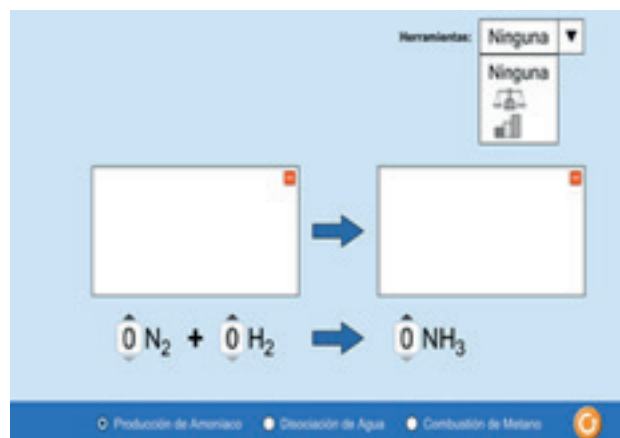 Herramientas: Ninguna ▼
Ninguna
0 N₂ + 0 H₂ 0 NH₃
Producción de Amoniaco Disociación de Agua Combustión de Metano